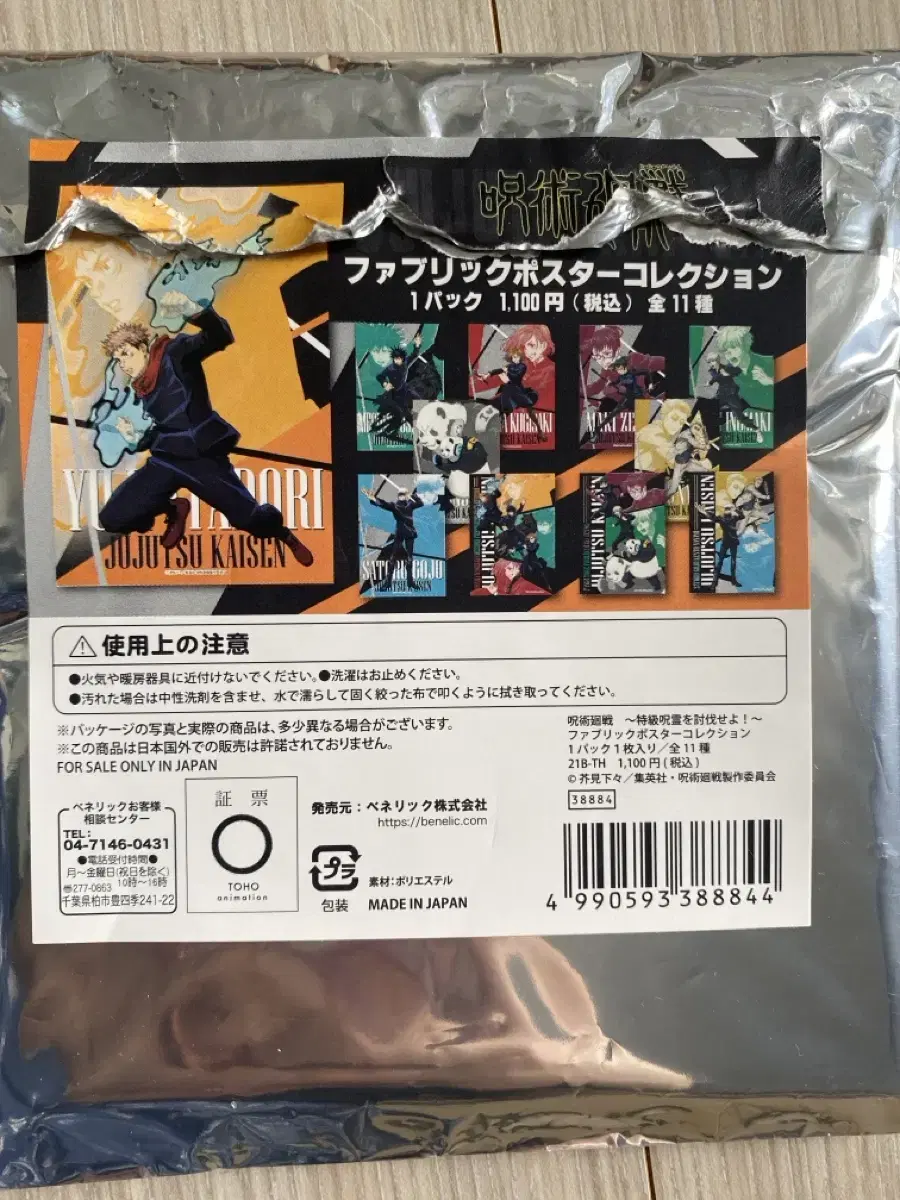 呪術廻戦
ファブリックポスターコレクション
1パック 1,100円(税込) 全11種
JUJUTSU KAISEN
KUGISAKI
JUJUTSU KAISEN
MAKI
JUJUTSU KAISEN
SATORU GOJO
JUJUTSU KAISEN
JUJUTSU KAISEN
JUJUTSU KAISEN
JUJUTSU KAISEN
⚠使用上の注意
●火気や暖房器具に近付けないでください。●洗濯はお止めください。
●汚れた場合は中性洗剤を含ませ、水で濡らして固く絞った布で叩くように拭き取ってください。
※パッケージの写真と実際の商品は、多少異なる場合がございます。
※この商品は日本国外での販売は許諾されておりません。
FOR SALE ONLY IN JAPAN
呪術廻戦 ~特級呪霊を討伐せよ!~
ファブリックポスターコレクション
1パック1枚入り/全11種
21B-TH 1,100円(税込)
©芥見下々/集英社・呪術廻戦製作委員会
38884
ベネリックお客様
相談センター
TEL:
04-7146-0431
●電話受付時間●
月~金曜日(祝日を除く)
10時~16時
〠277-0863
千葉県柏市豊四季241-22
証票
TOHO
animation
発売元:ベネリック株式会社
https://benelic.com
プラ
包装
素材:ポリエステル
MADE IN JAPAN
4 990593 388844